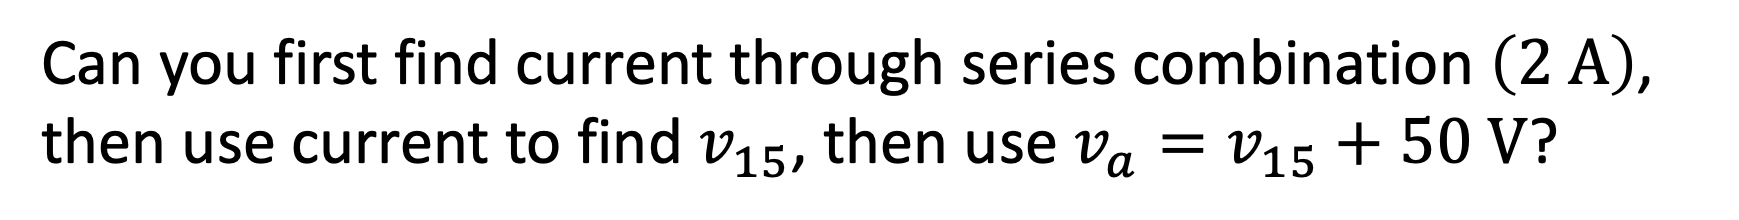 Can you first find current through series combination (2 A),
then use current to find v₁₅, then use vₐ = v₁₅ + 50 V?